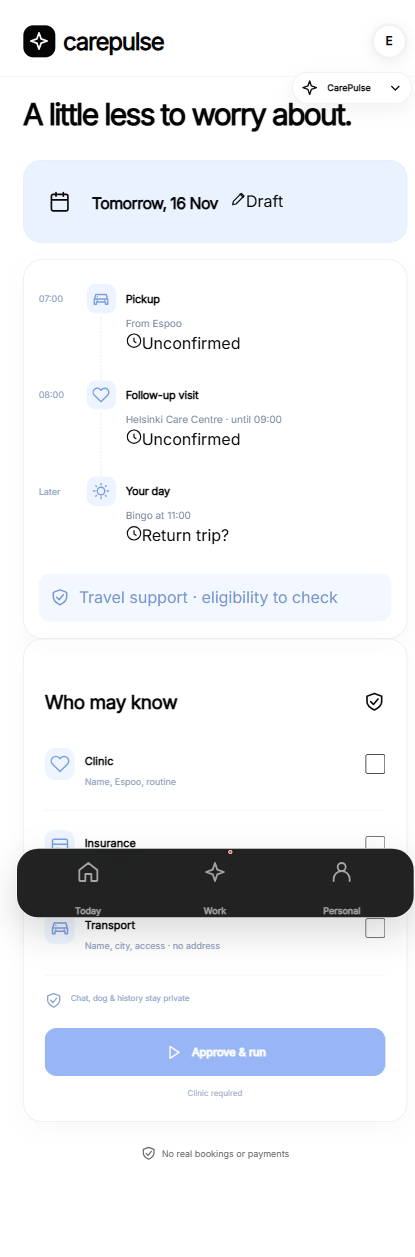 carepulse
E
CarePulse
A little less to worry about.
Tomorrow, 16 Nov Draft
07:00 Pickup
From Espoo
Unconfirmed
08:00 Follow-up visit
Helsinki Care Centre · until 09:00
Unconfirmed
Later Your day
Bingo at 11:00
Return trip?
Travel support · eligibility to check
Who may know
Clinic
Name, Espoo, routine
Insurance
Today Work Personal
Transport
Name, city, access · no address
Chat, dog & history stay private
Approve & run
Clinic required
No real bookings or payments